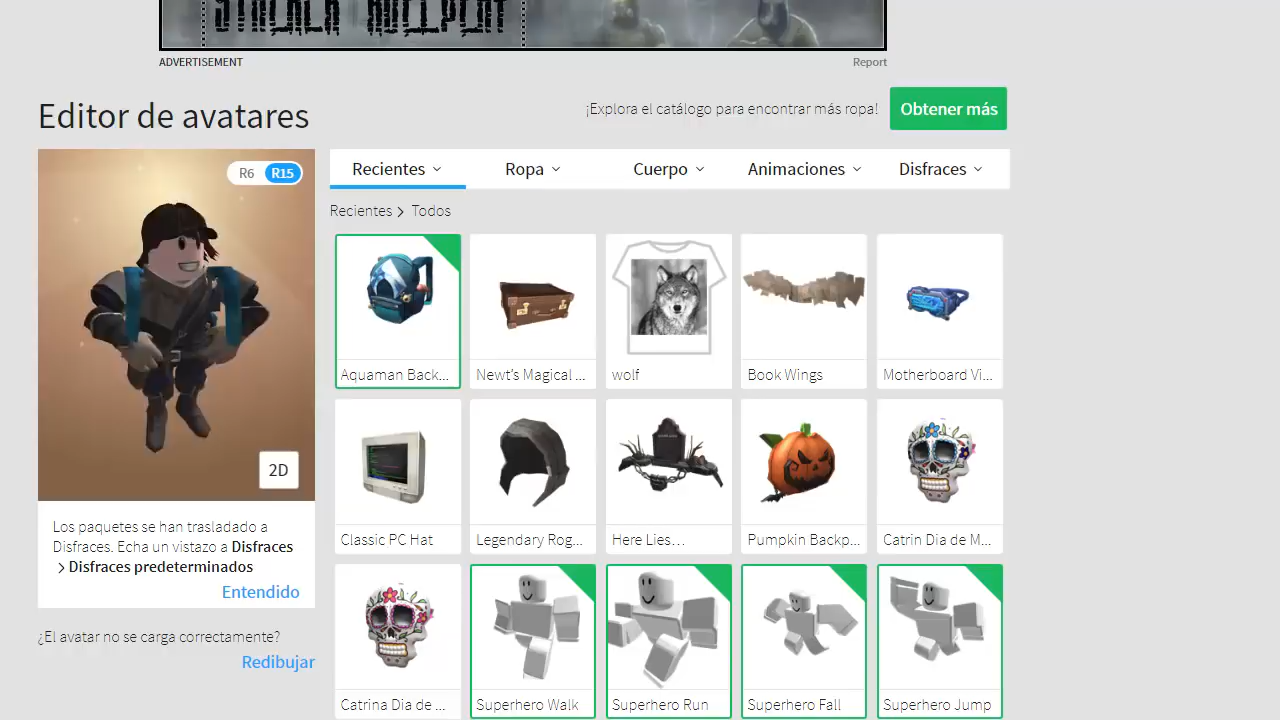 STALKER ROLEPLAY
ADVERTISEMENT
Report
Editor de avatares
¡Explora el catálogo para encontrar más ropa!
Obtener más
R6
R15
2D
Recientes
Ropa
Cuerpo
Animaciones
Disfraces
Recientes > Todos
Aquaman Back...
Newt's Magical ...
wolf
Book Wings
Motherboard Vi...
Classic PC Hat
Legendary Rog...
Here Lies...
Pumpkin Backp...
Catrin Dia de M...
Catrina Dia de ...
Superhero Walk
Superhero Run
Superhero Fall
Superhero Jump
Los paquetes se han trasladado a
Disfraces. Echa un vistazo a Disfraces
> Disfraces predeterminados
Entendido
¿El avatar no se carga correctamente?
Redibujar